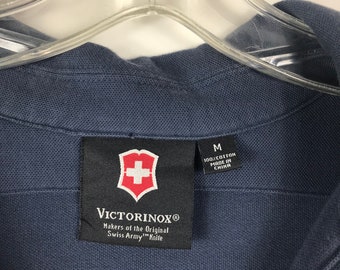 VICTORINOX®
Makers of the Original
Swiss Army™ Knife
M
100% COTTON
MADE IN
CHINA